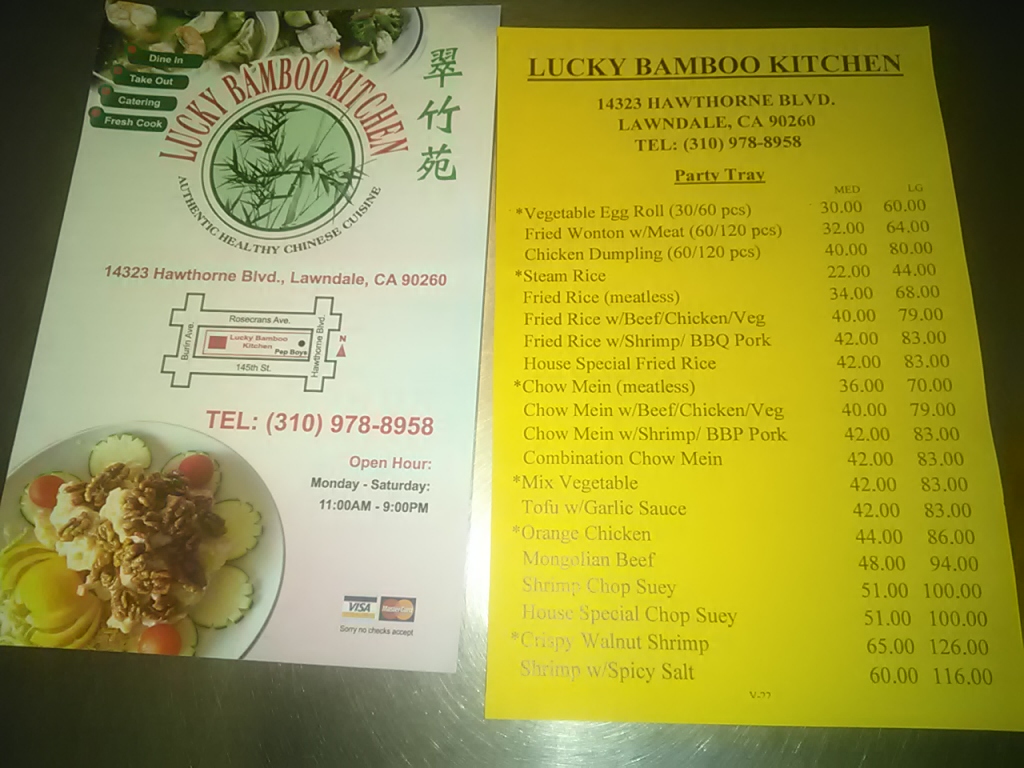 Dine In
Take Out
Catering
Fresh Cook
LUCKY BAMBOO KITCHEN
AUTHENTIC HEALTHY CHINESE CUISINE
翠竹苑
14323 Hawthorne Blvd., Lawndale, CA 90260
Rosecrans Ave.
Burin Ave.
Lucky Bamboo
Kitchen
Pep Boys
Hawthorne Blvd.
N
145th St.
TEL: (310) 978-8958
Open Hour:
Monday - Saturday:
11:00AM - 9:00PM
VISA MasterCard
Sorry no checks accept
LUCKY BAMBOO KITCHEN
14323 HAWTHORNE BLVD.
LAWNDALE, CA 90260
TEL: (310) 978-8958
Party Tray
MED LG
*Vegetable Egg Roll (30/60 pcs) 30.00 60.00
Fried Wonton w/Meat (60/120 pcs) 32.00 64.00
Chicken Dumpling (60/120 pcs) 40.00 80.00
*Steam Rice 22.00 44.00
Fried Rice (meatless) 34.00 68.00
Fried Rice w/Beef/Chicken/Veg 40.00 79.00
Fried Rice w/Shrimp/ BBQ Pork 42.00 83.00
House Special Fried Rice 42.00 83.00
*Chow Mein (meatless) 36.00 70.00
Chow Mein w/Beef/Chicken/Veg 40.00 79.00
Chow Mein w/Shrimp/ BBP Pork 42.00 83.00
Combination Chow Mein 42.00 83.00
*Mix Vegetable 42.00 83.00
Tofu w/Garlic Sauce 42.00 83.00
*Orange Chicken 44.00 86.00
Mongolian Beef 48.00 94.00
Shrimp Chop Suey 51.00 100.00
House Special Chop Suey 51.00 100.00
*Crispy Walnut Shrimp 65.00 126.00
Shrimp w/Spicy Salt 60.00 116.00